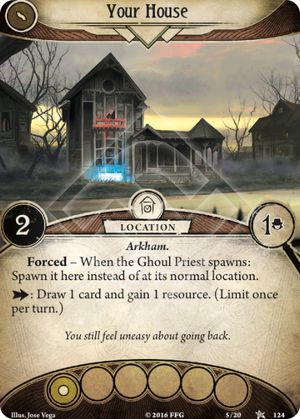 Your House
2
LOCATION
1
Arkham.
Forced – When the Ghoul Priest spawns:
Spawn it here instead of at its normal location.
: Draw 1 card and gain 1 resource. (Limit once
per turn.)
You still feel uneasy about going back.
Illus. Jose Vega
© 2016 FFG
5/20
124